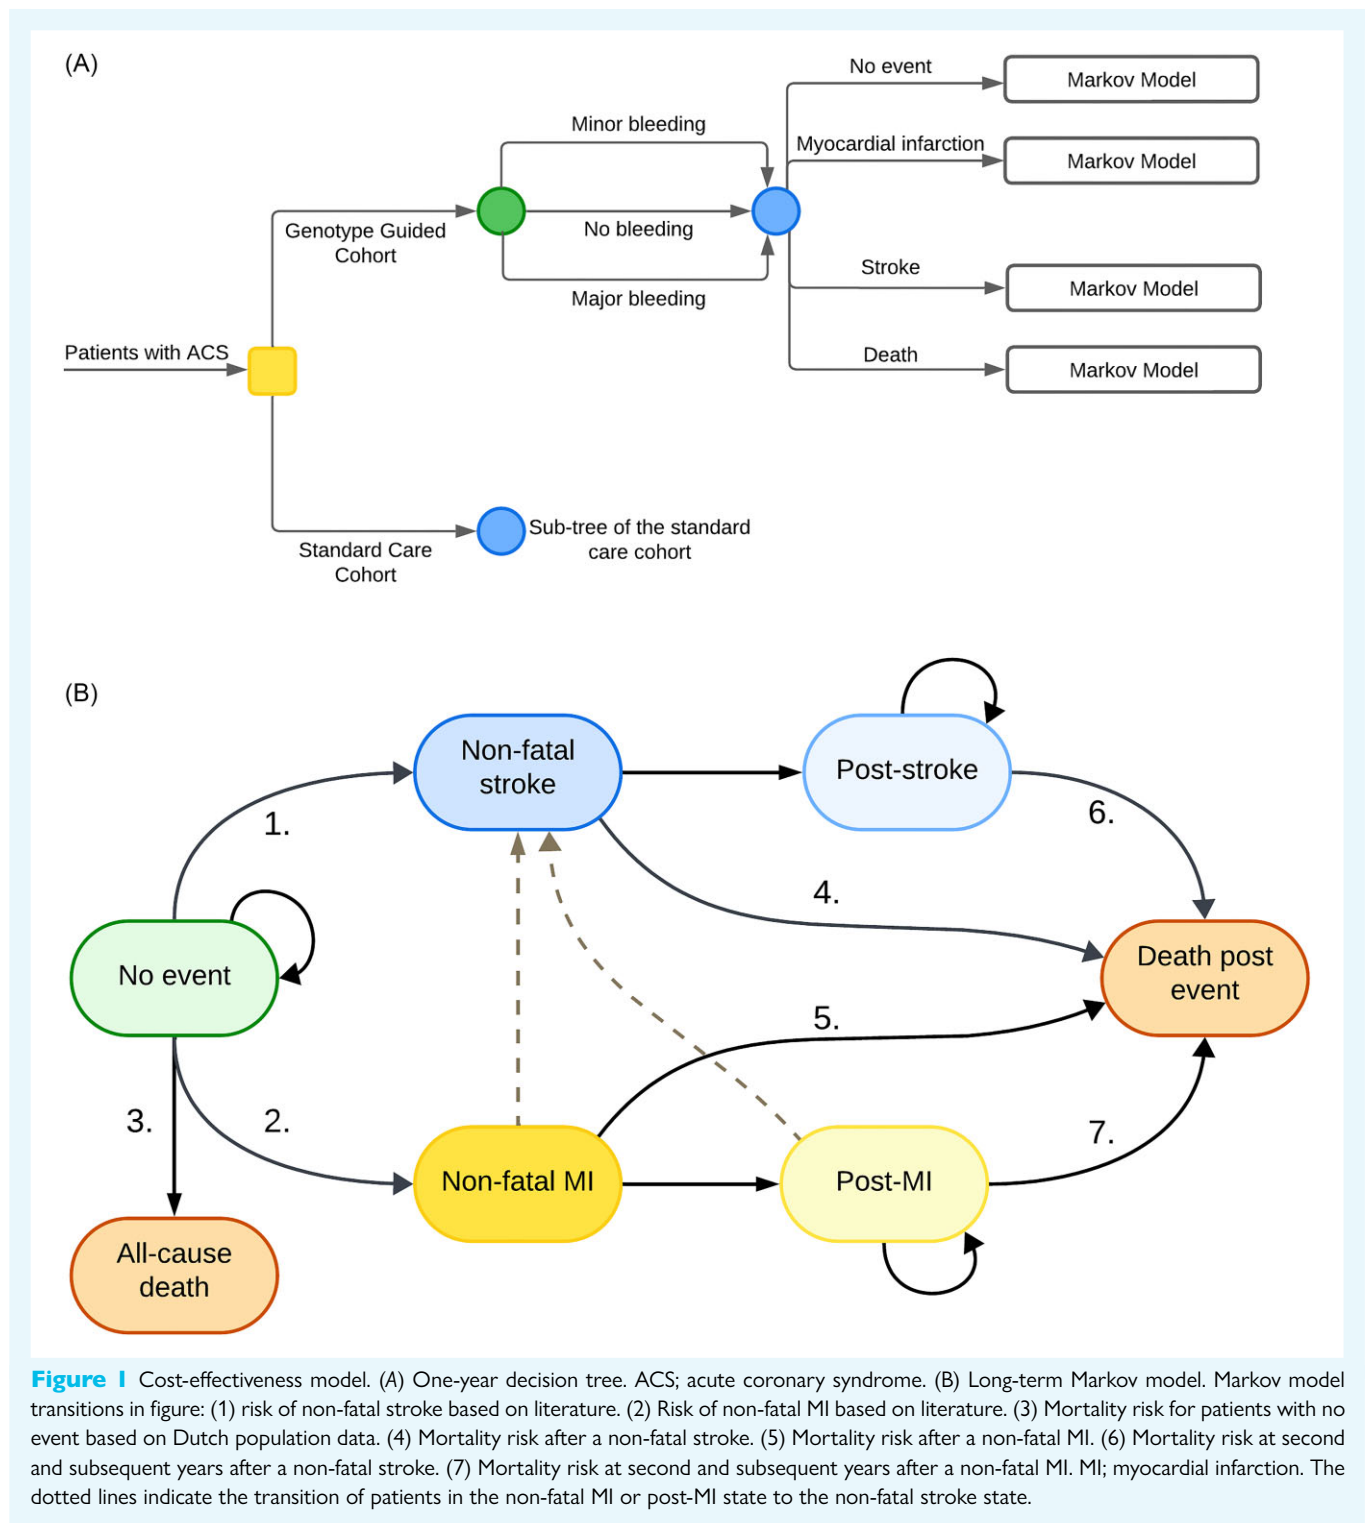 (A)
No event
Markov Model
Minor bleeding
Myocardial infarction
Markov Model
Genotype Guided
Cohort
No bleeding
Stroke
Markov Model
Major bleeding
Patients with ACS
Death
Markov Model
Standard Care
Cohort
Sub-tree of the standard
care cohort
(B)
Non-fatal
stroke
Post-stroke
1.
6.
4.
No event
Death post
event
5.
3.
2.
7.
Non-fatal MI
Post-MI
All-cause
death
Figure 1 Cost-effectiveness model. (A) One-year decision tree. ACS; acute coronary syndrome. (B) Long-term Markov model. Markov model
transitions in figure: (1) risk of non-fatal stroke based on literature. (2) Risk of non-fatal MI based on literature. (3) Mortality risk for patients with no
event based on Dutch population data. (4) Mortality risk after a non-fatal stroke. (5) Mortality risk after a non-fatal MI. (6) Mortality risk at second
and subsequent years after a non-fatal stroke. (7) Mortality risk at second and subsequent years after a non-fatal MI. MI; myocardial infarction. The
dotted lines indicate the transition of patients in the non-fatal MI or post-MI state to the non-fatal stroke state.